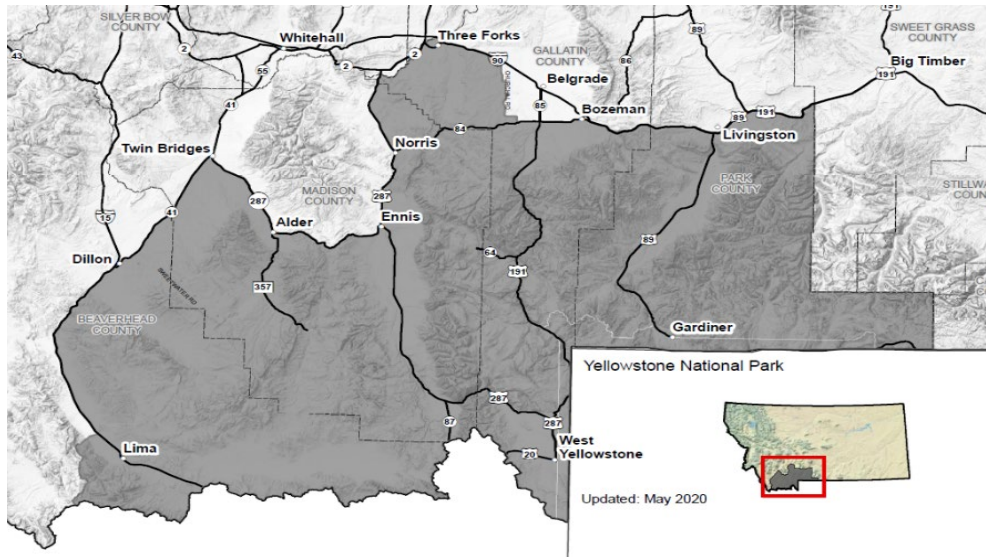 SILVER BOW
COUNTY
191
SWEET GRASS
COUNTY
Whitehall
Three Forks
89
2
43
2
2
GALLATIN
COUNTY
90
86
Big Timber
55
Belgrade
191
41
85
Bozeman
89
191
Livingston
84
Twin Bridges
Norris
MADISON
COUNTY
PARK
COUNTY
STILLWA
COUN
287
287
15
41
Alder
Ennis
89
64
Dillon
191
357
BEAVERHEAD
COUNTY
Gardiner
Yellowstone National Park
287
87
287
West
Yellowstone
Lima
20
Updated: May 2020